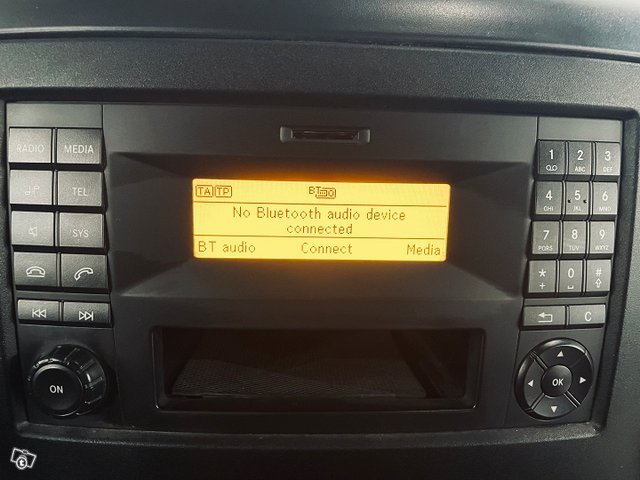 RADIO MEDIA
TEL
SYS
TA TP BT
No Bluetooth audio device
connected
BT audio Connect Media
1 2 ABC 3 DEF
4 GHI 5 JKL 6 MNO
7 PQRS 8 TUV 9 WXYZ
* + 0 #
C
ON
OK